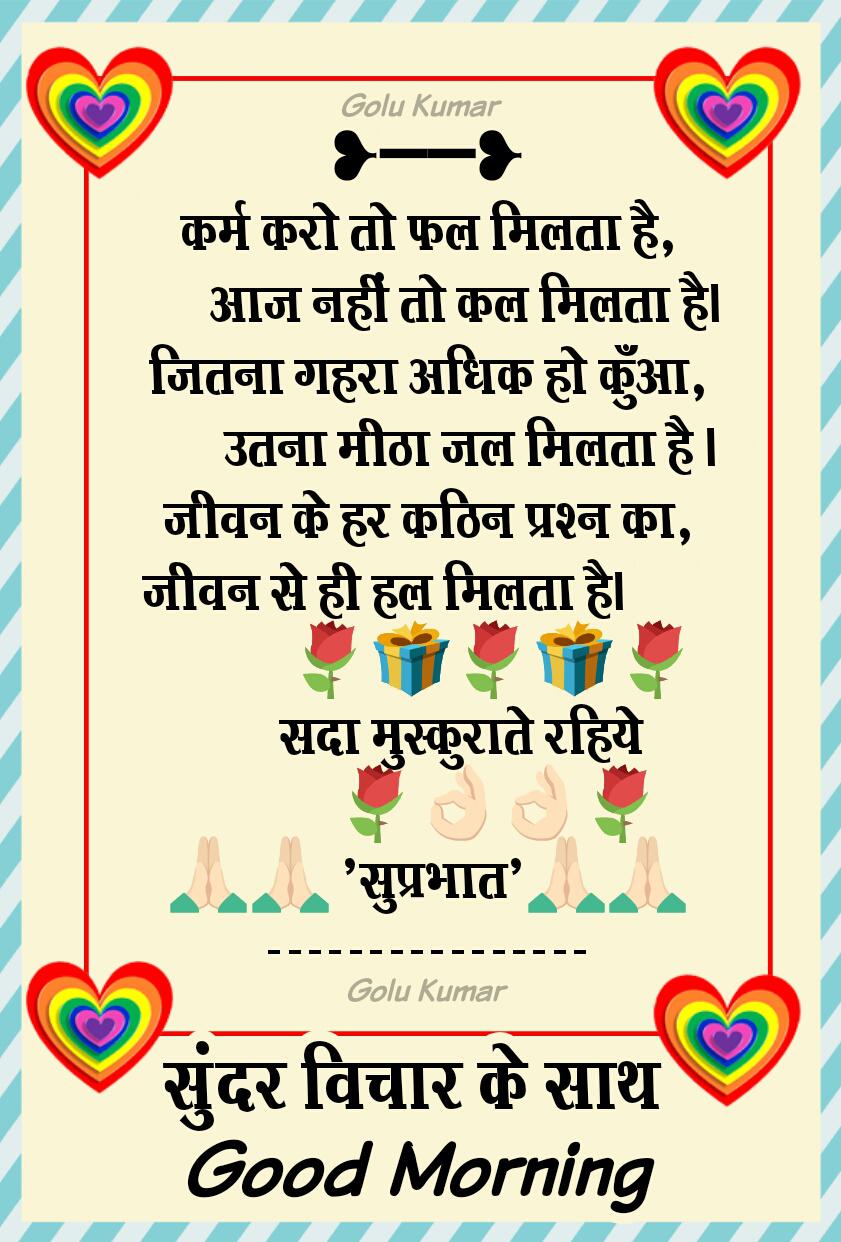 Golu Kumar
❥──❥
कर्म करो तो फल मिलता है,
आज नहीं तो कल मिलता है।
जितना गहरा अधिक हो कुँआ,
उतना मीठा जल मिलता है ।
जीवन के हर कठिन प्रश्न का,
जीवन से ही हल मिलता है।
🌹🎁🌹🎁🌹
सदा मुस्कुराते रहिये
🌹👌🏻👌🏻🌹
🙏🏻🙏🏻 ’सुप्रभात’ 🙏🏻🙏🏻
----------------
Golu Kumar
सुंदर विचार के साथ
Good Morning